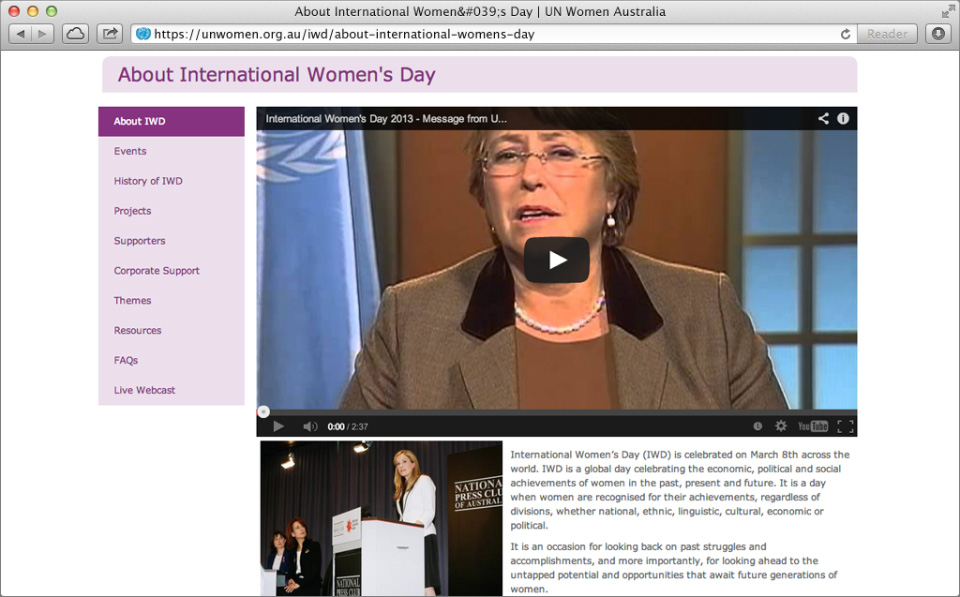 About International Women&#039;s Day | UN Women Australia
https://unwomen.org.au/iwd/about-international-womens-day
Reader
About International Women's Day
About IWD
Events
History of IWD
Projects
Supporters
Corporate Support
Themes
Resources
FAQs
Live Webcast
International Women's Day 2013 - Message from U...
0:00 / 2:37
YouTube
NATIONAL
PRESS CLUB
OF AUSTRALIA
NATIONAL
PRESS CLUB
International Women's Day (IWD) is celebrated on March 8th across the
world. IWD is a global day celebrating the economic, political and social
achievements of women in the past, present and future. It is a day
when women are recognised for their achievements, regardless of
divisions, whether national, ethnic, linguistic, cultural, economic or
political.
It is an occasion for looking back on past struggles and
accomplishments, and more importantly, for looking ahead to the
untapped potential and opportunities that await future generations of
women.